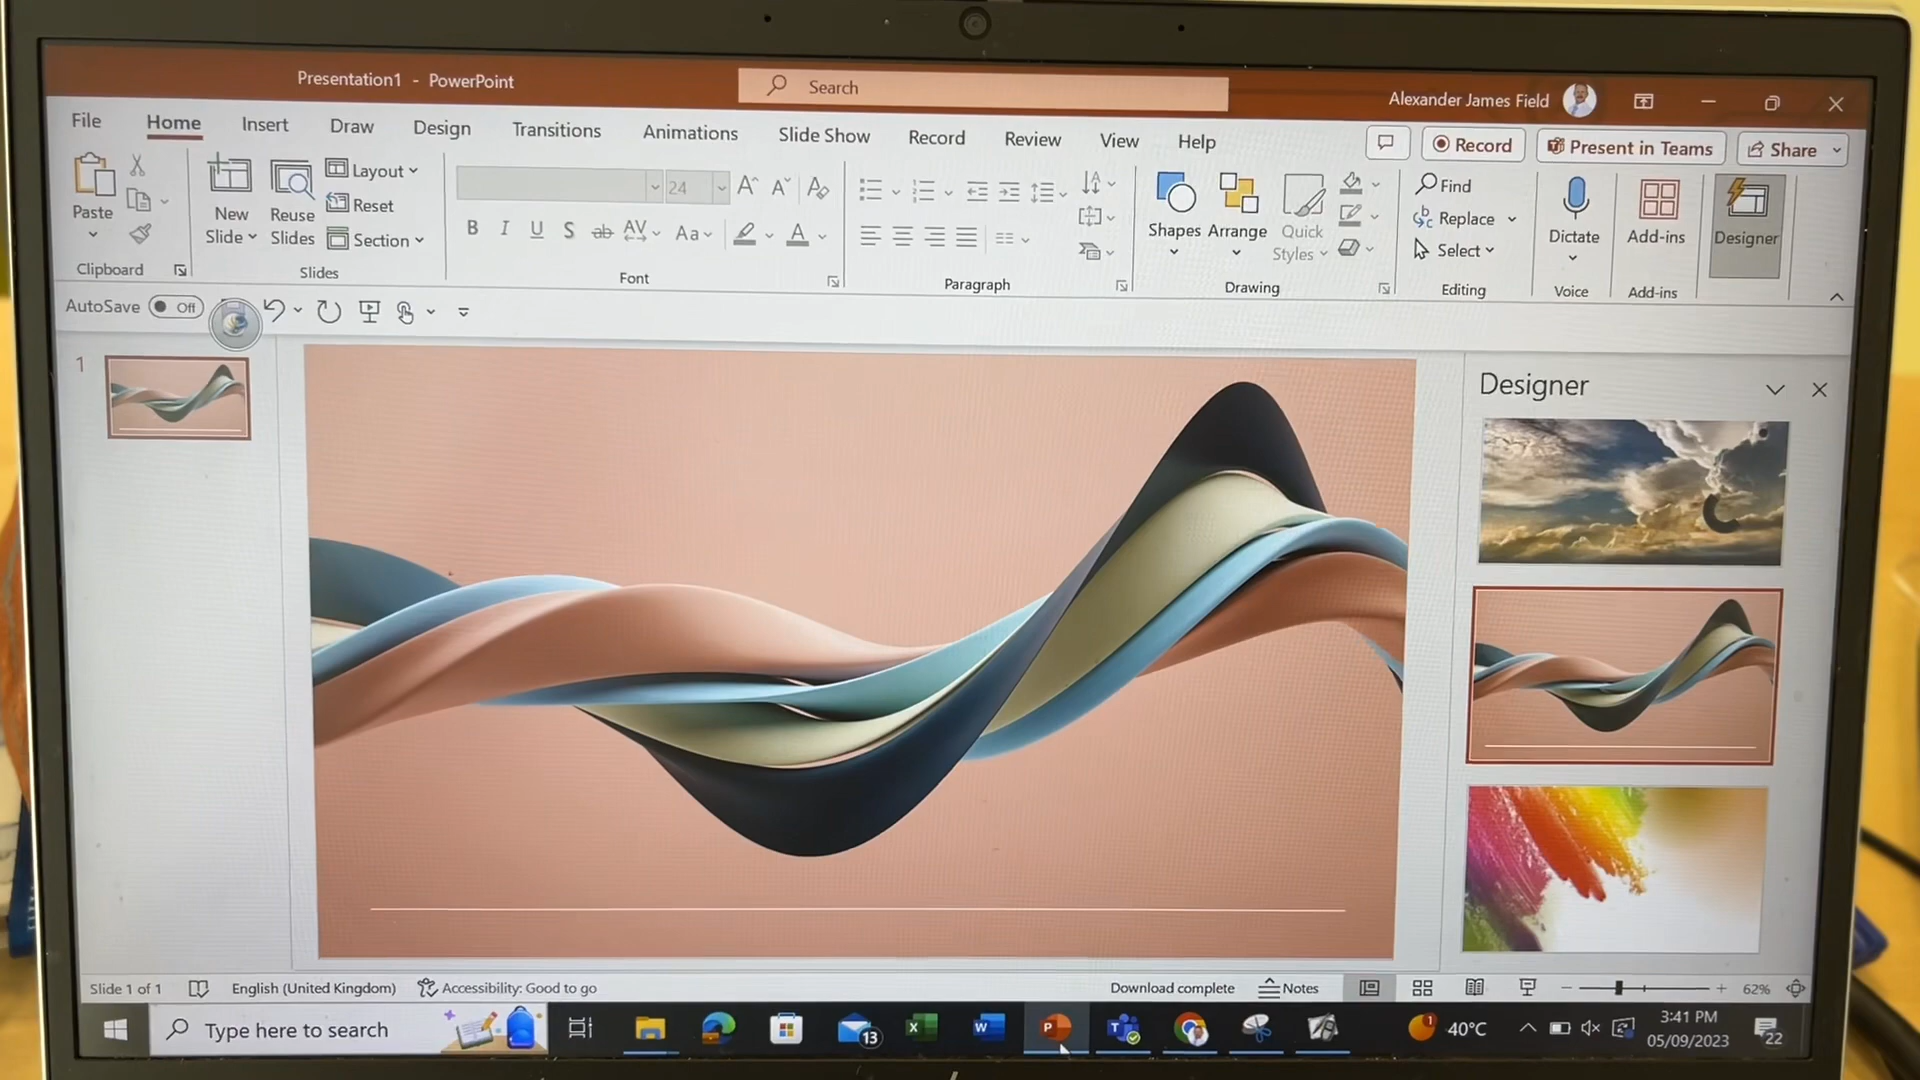 Presentation1 - PowerPoint
Search
Alexander James Field
File
Home
Insert
Draw
Design
Transitions
Animations
Slide Show
Record
Review
View
Help
Record
Present in Teams
Share
Paste
Clipboard
New
Slide
Reuse
Slides
Layout
Reset
Section
Slides
24
B I U S ab AV Aa A
Font
Paragraph
Shapes
Arrange
Quick
Styles
Drawing
Find
Replace
Select
Editing
Dictate
Voice
Add-ins
Add-ins
Designer
AutoSave Off
1
Designer
Slide 1 of 1
English (United Kingdom)
Accessibility: Good to go
Download complete
Notes
62%
Type here to search
13
1
40°C
3:41 PM
05/09/2023
22